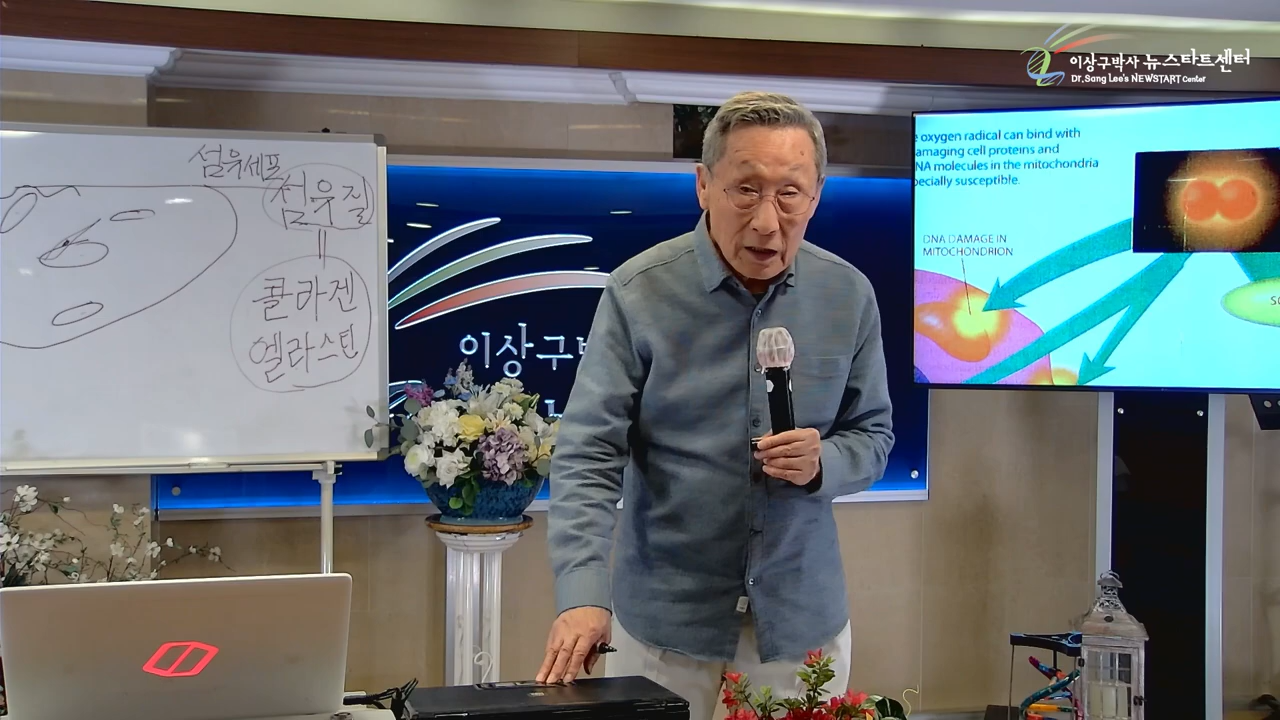 이상구박사 뉴스타트센터
Dr. Sang Lee's NEWSTART Center
섬유세포
섬유질
콜라겐
엘라스틴
이상구박
oxygen radical can bind with
amaging cell proteins and
NA molecules in the mitochondria
pecially susceptible.
DNA DAMAGE IN
MITOCHONDRION